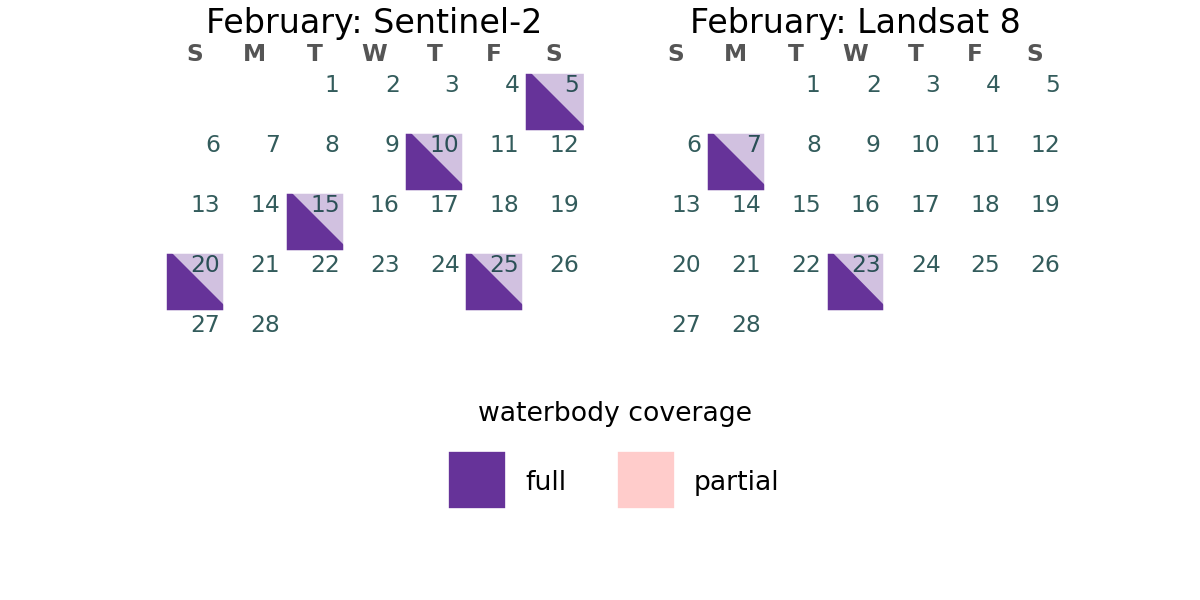 February: Sentinel-2
S M T W T F S
1 2 3 4 5
6 7 8 9 10 11 12
13 14 15 16 17 18 19
20 21 22 23 24 25 26
27 28
February: Landsat 8
S M T W T F S
1 2 3 4 5
6 7 8 9 10 11 12
13 14 15 16 17 18 19
20 21 22 23 24 25 26
27 28
waterbody coverage
full
partial